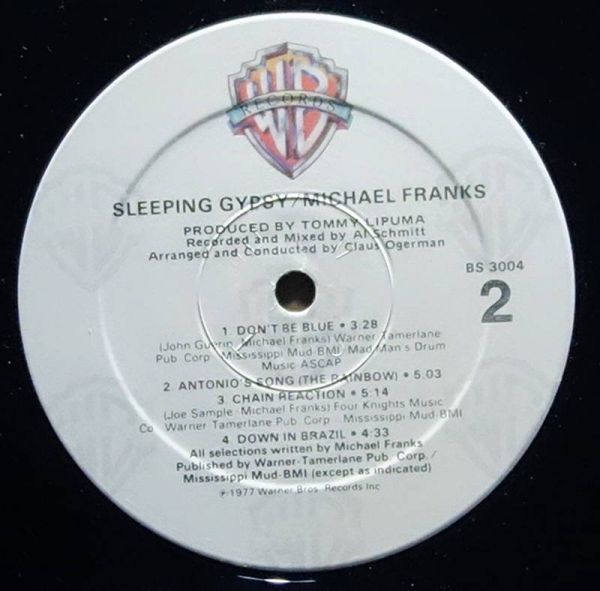 WB
RECORDS
SLEEPING GYPSY/MICHAEL FRANKS
PRODUCED BY TOMMY LIPUMA
Recorded and Mixed by Al Schmitt
Arranged and Conducted by Claus Ogerman
BS 3004
2
1. DON'T BE BLUE • 3:28
(John Guerin/Michael Franks) Warner-Tamerlane
Pub. Corp./Mississippi Mud-BMI/Mad Man's Drum
Music ASCAP
2. ANTONIO'S SONG (THE RAINBOW) • 5:03
3. CHAIN REACTION • 5:14
(Joe Sample/Michael Franks) Four Knights Music
Co./Warner Tamerlane Pub. Corp./Mississippi Mud-BMI
4. DOWN IN BRAZIL • 4:33
All selections written by Michael Franks
Published by Warner-Tamerlane Pub. Corp./
Mississippi Mud-BMI (except as indicated)
℗ 1977 Warner Bros. Records Inc.